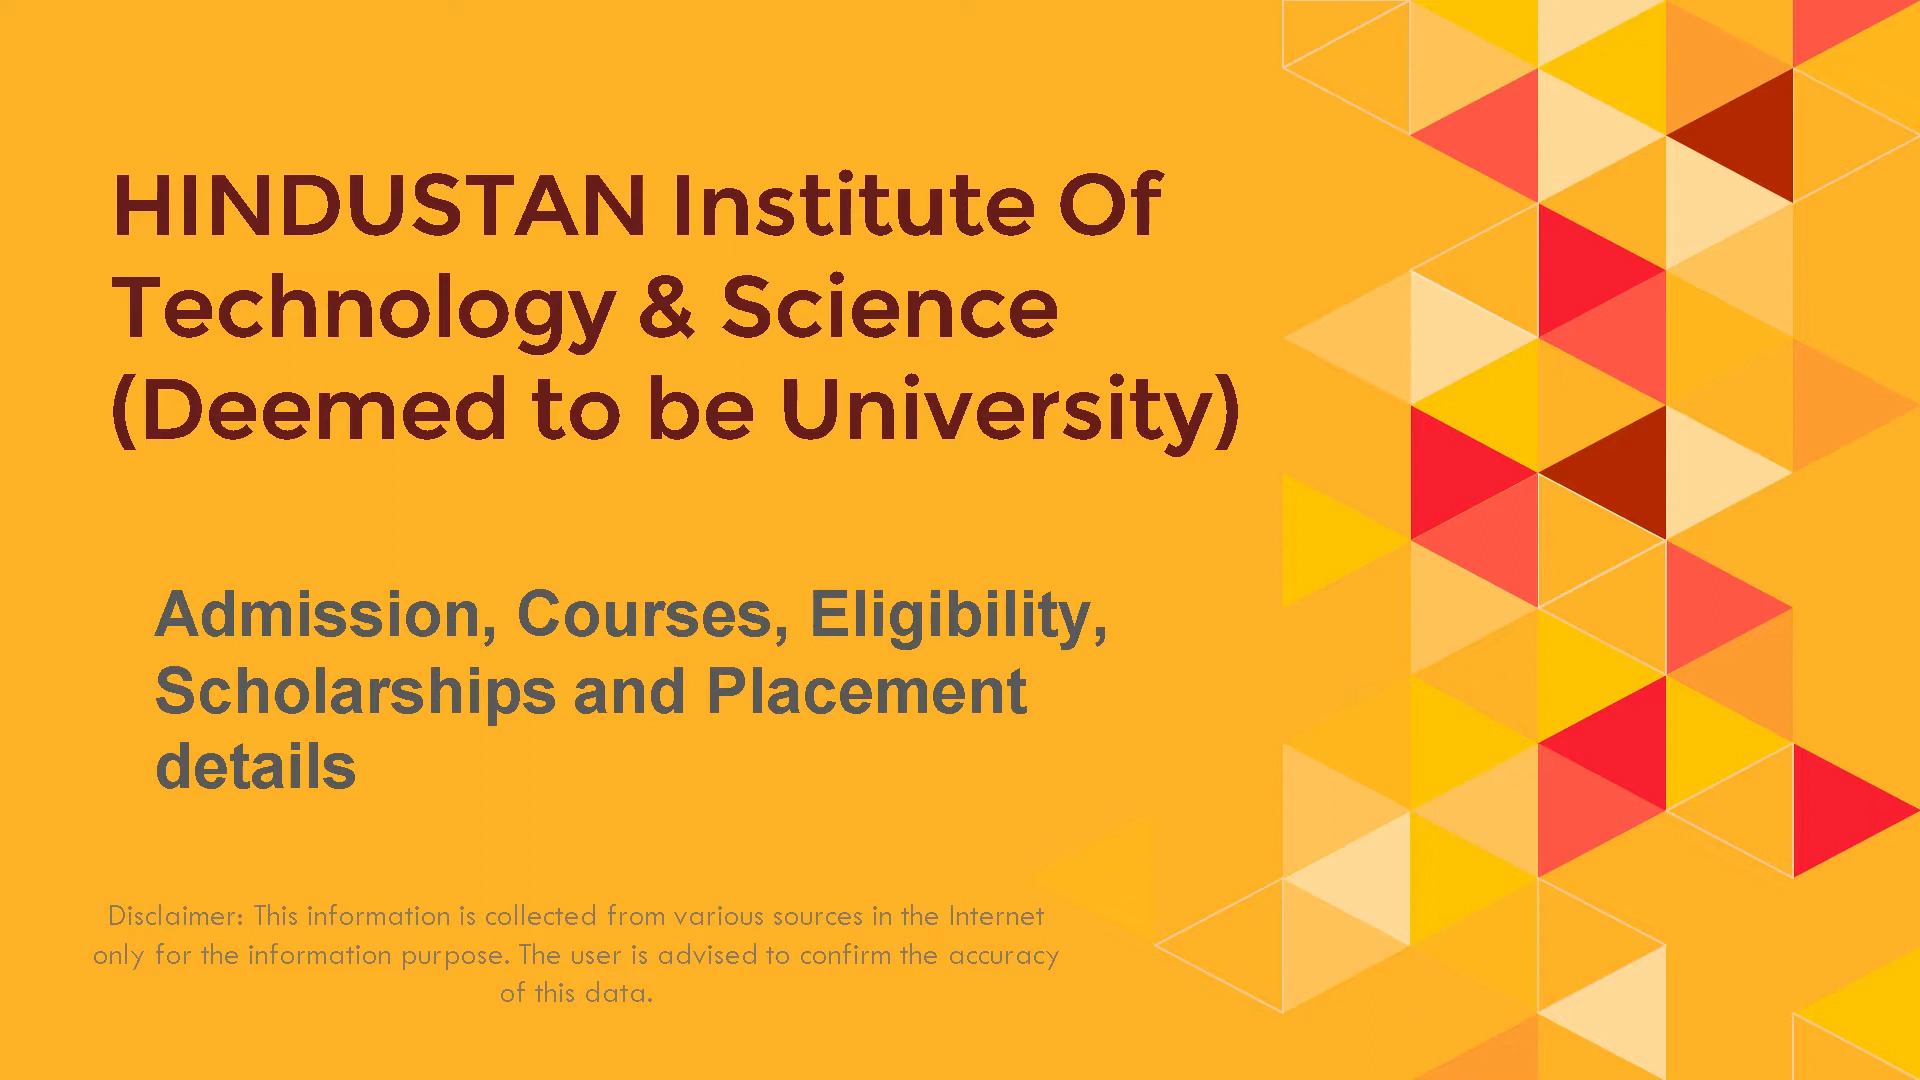 HINDUSTAN Institute Of
Technology & Science
(Deemed to be University)
Admission, Courses, Eligibility,
Scholarships and Placement
details
Disclaimer: This information is collected from various sources in the Internet
only for the information purpose. The user is advised to confirm the accuracy
of this data.